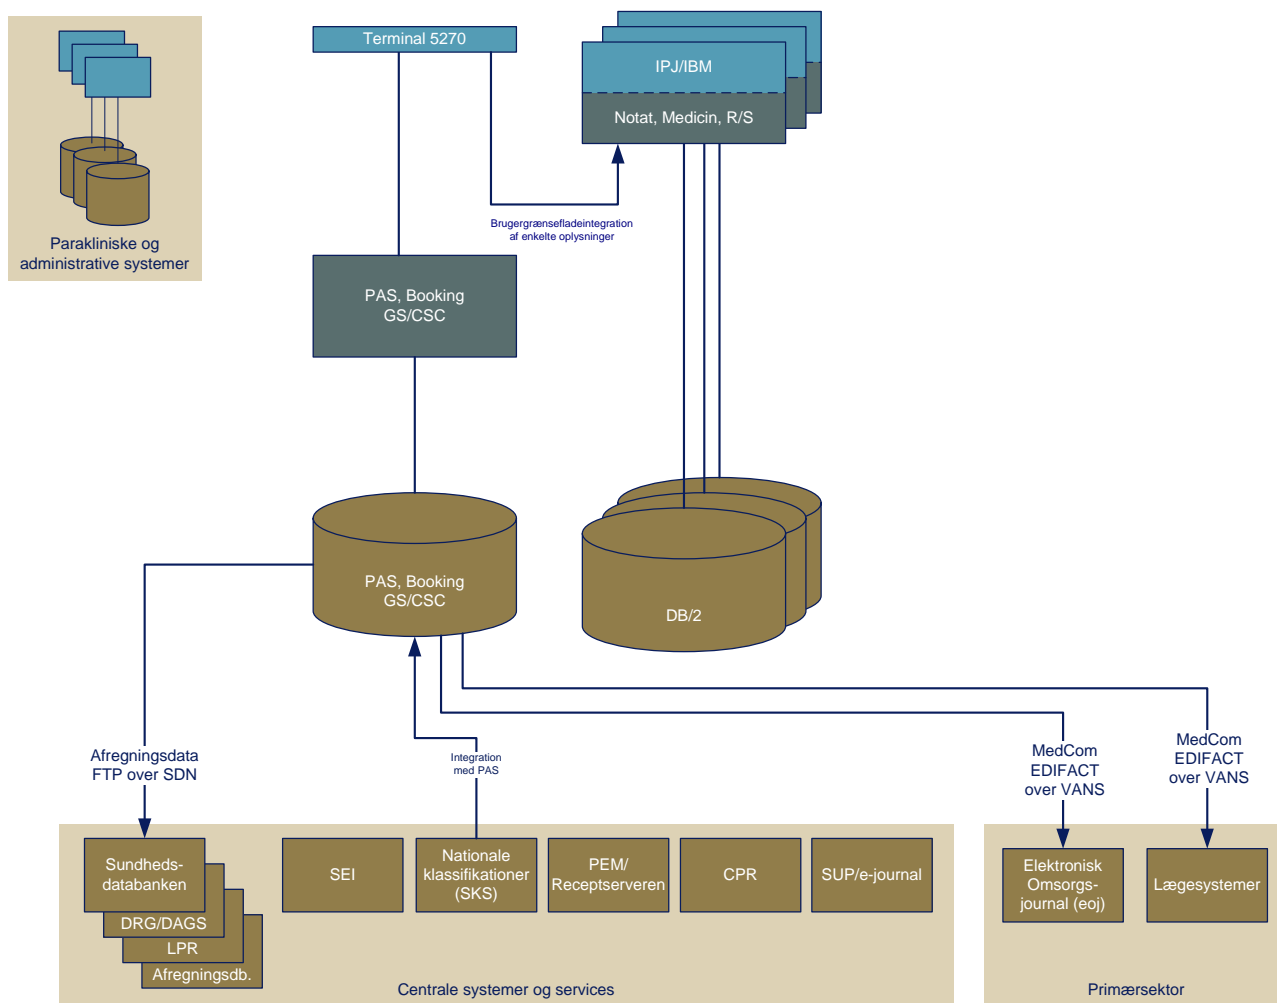 Terminal 5270
IPJ/IBM
Notat, Medicin, R/S
Parakliniske og
administrative systemer
Brugergrænsefladeintegration
af enkelte oplysninger
PAS, Booking
GS/CSC
PAS, Booking
GS/CSC
DB/2
Afregningsdata
FTP over SDN
Integration
med PAS
MedCom
EDIFACT
over VANS
MedCom
EDIFACT
over VANS
Sundheds-
databanken
DRG/DAGS
LPR
Afregningsdb.
SEI
Nationale
klassifikationer
(SKS)
PEM/
Receptserveren
CPR
SUP/e-journal
Elektronisk
Omsorgs-
journal (eoj)
Lægesystemer
Centrale systemer og services
Primærsektor